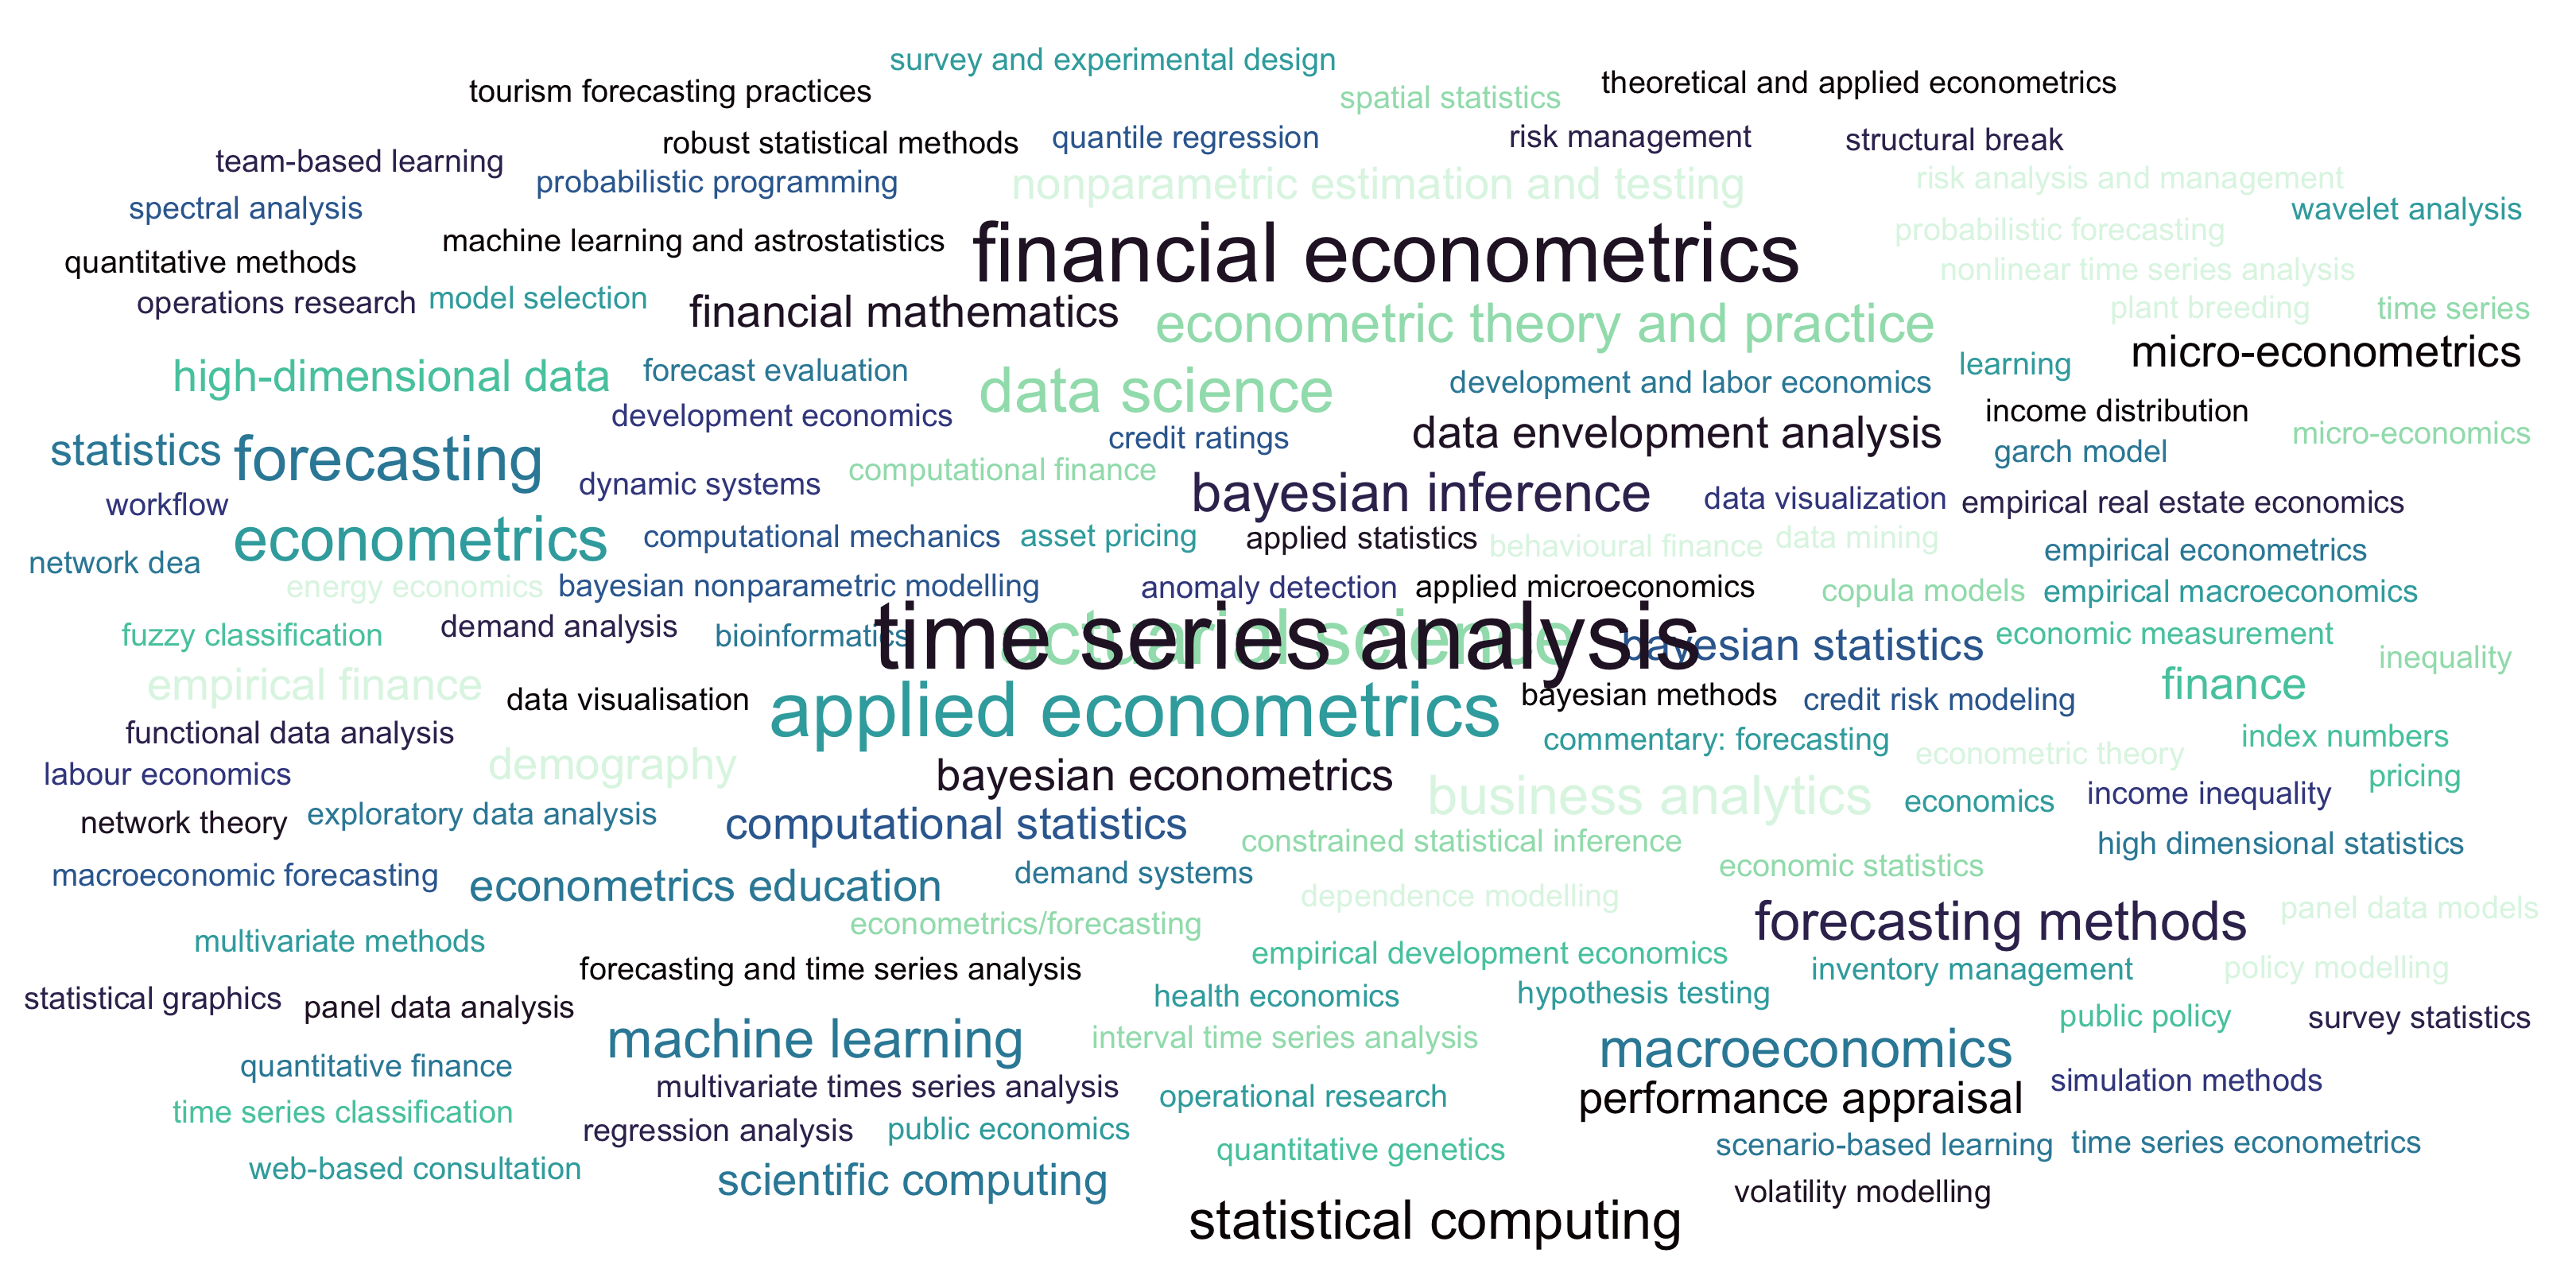 survey and experimental design
tourism forecasting practices
spatial statistics
theoretical and applied econometrics
team-based learning
robust statistical methods
quantile regression
risk management
structural break
probabilistic programming
nonparametric estimation and testing
risk analysis and management
spectral analysis
wavelet analysis
quantitative methods
machine learning and astrostatistics
financial econometrics
probabilistic forecasting
nonlinear time series analysis
operations research
model selection
financial mathematics
econometric theory and practice
plant breeding
time series
high-dimensional data
forecast evaluation
data science
development and labor economics
learning
micro-econometrics
development economics
income distribution
statistics
forecasting
credit ratings
data envelopment analysis
garch model
micro-economics
workflow
dynamic systems
computational finance
bayesian inference
data visualization
empirical real estate economics
network dea
econometrics
computational mechanics
asset pricing
applied statistics
behavioural finance
data mining
empirical econometrics
energy economics
bayesian nonparametric modelling
anomaly detection
applied microeconomics
copula models
empirical macroeconomics
fuzzy classification
demand analysis
bioinformatics
time series analysis
actuarial science
bayesian statistics
economic measurement
inequality
empirical finance
data visualisation
applied econometrics
bayesian methods
credit risk modeling
finance
functional data analysis
commentary: forecasting
index numbers
labour economics
demography
bayesian econometrics
econometric theory
pricing
network theory
exploratory data analysis
computational statistics
business analytics
economics
income inequality
constrained statistical inference
high dimensional statistics
macroeconomic forecasting
econometrics education
demand systems
economic statistics
dependence modelling
multivariate methods
econometrics/forecasting
forecasting methods
panel data models
forecasting and time series analysis
empirical development economics
inventory management
policy modelling
statistical graphics
panel data analysis
health economics
hypothesis testing
public policy
survey statistics
quantitative finance
machine learning
interval time series analysis
macroeconomics
multivariate times series analysis
operational research
performance appraisal
simulation methods
time series classification
regression analysis
public economics
quantitative genetics
scenario-based learning
time series econometrics
web-based consultation
scientific computing
volatility modelling
statistical computing